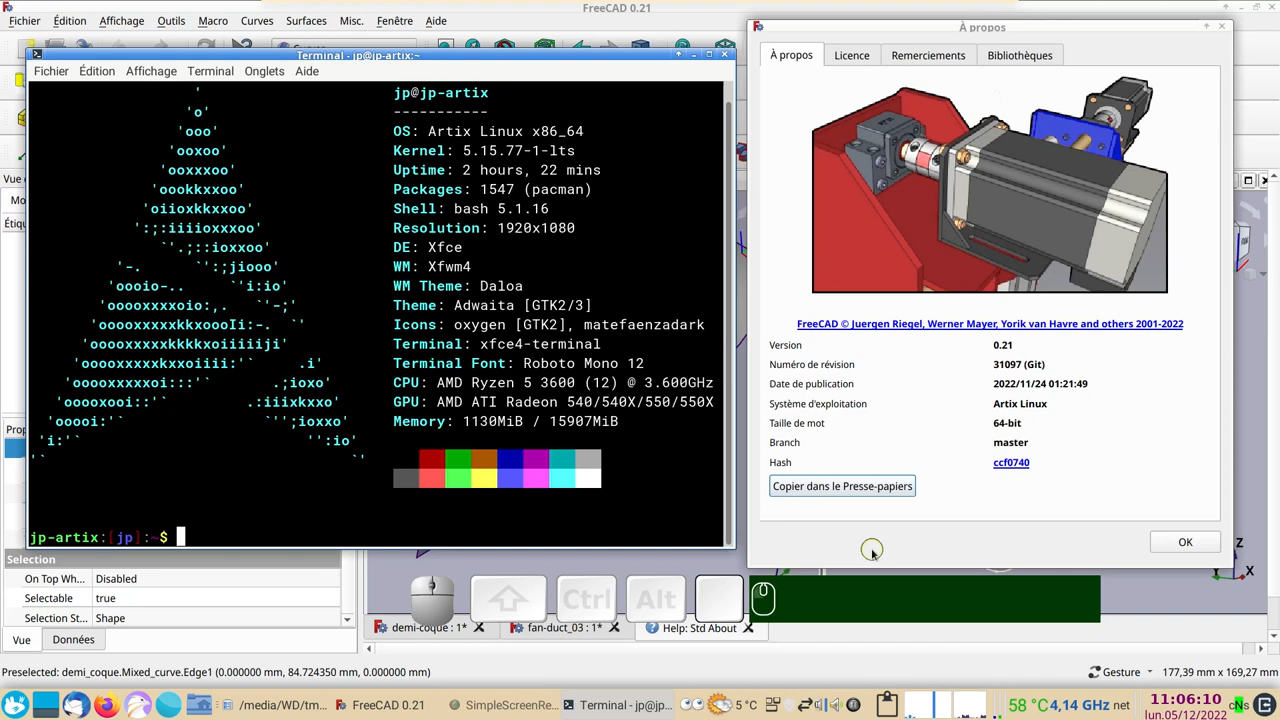 FreeCAD 0.21
Fichier Édition Affichage Outils Macro Curves Surfaces Misc. Fenêtre Aide
Terminal - jp@jp-artix:~
Fichier Édition Affichage Terminal Onglets Aide
jp@jp-artix
-----------
OS: Artix Linux x86_64
Kernel: 5.15.77-1-lts
Uptime: 2 hours, 22 mins
Packages: 1547 (pacman)
Shell: bash 5.1.16
Resolution: 1920x1080
DE: Xfce
WM: Xfwm4
WM Theme: Daloa
Theme: Adwaita [GTK2/3]
Icons: oxygen [GTK2], matefaenzadark
Terminal: xfce4-terminal
Terminal Font: Roboto Mono 12
CPU: AMD Ryzen 5 3600 (12) @ 3.600GHz
GPU: AMD ATI Radeon 540/540X/550/550X
Memory: 1130MiB / 15907MiB
jp-artix:[jp]:~$
À propos
À propos Licence Remerciements Bibliothèques
FreeCAD © Juergen Riegel, Werner Mayer, Yorik van Havre and others 2001-2022
Version 0.21
Numéro de révision 31097 (Git)
Date de publication 2022/11/24 01:21:49
Système d'exploitation Artix Linux
Taille de mot 64-bit
Branch master
Hash ccf0740
Copier dans le Presse-papiers
OK
Vue
Mo
Étiq
Prop
Selection
On Top Wh... Disabled
Selectable true
Selection St... Shape
Vue Données
Ctrl Alt
Z
X
demi-coque : 1* fan-duct_03 : 1* Help: Std About
Preselected: demi_coque.Mixed_curve.Edge1 (0.000000 mm, 84.724350 mm, 0.000000 mm) Gesture 177,39 mm x 169,27 mm
/media/WD/tm... FreeCAD 0.21 SimpleScreenRe... Terminal - jp@jp... 5 °C 58 °C 4,14 GHz net 11:06:10
lun.05/12/2022 cNs